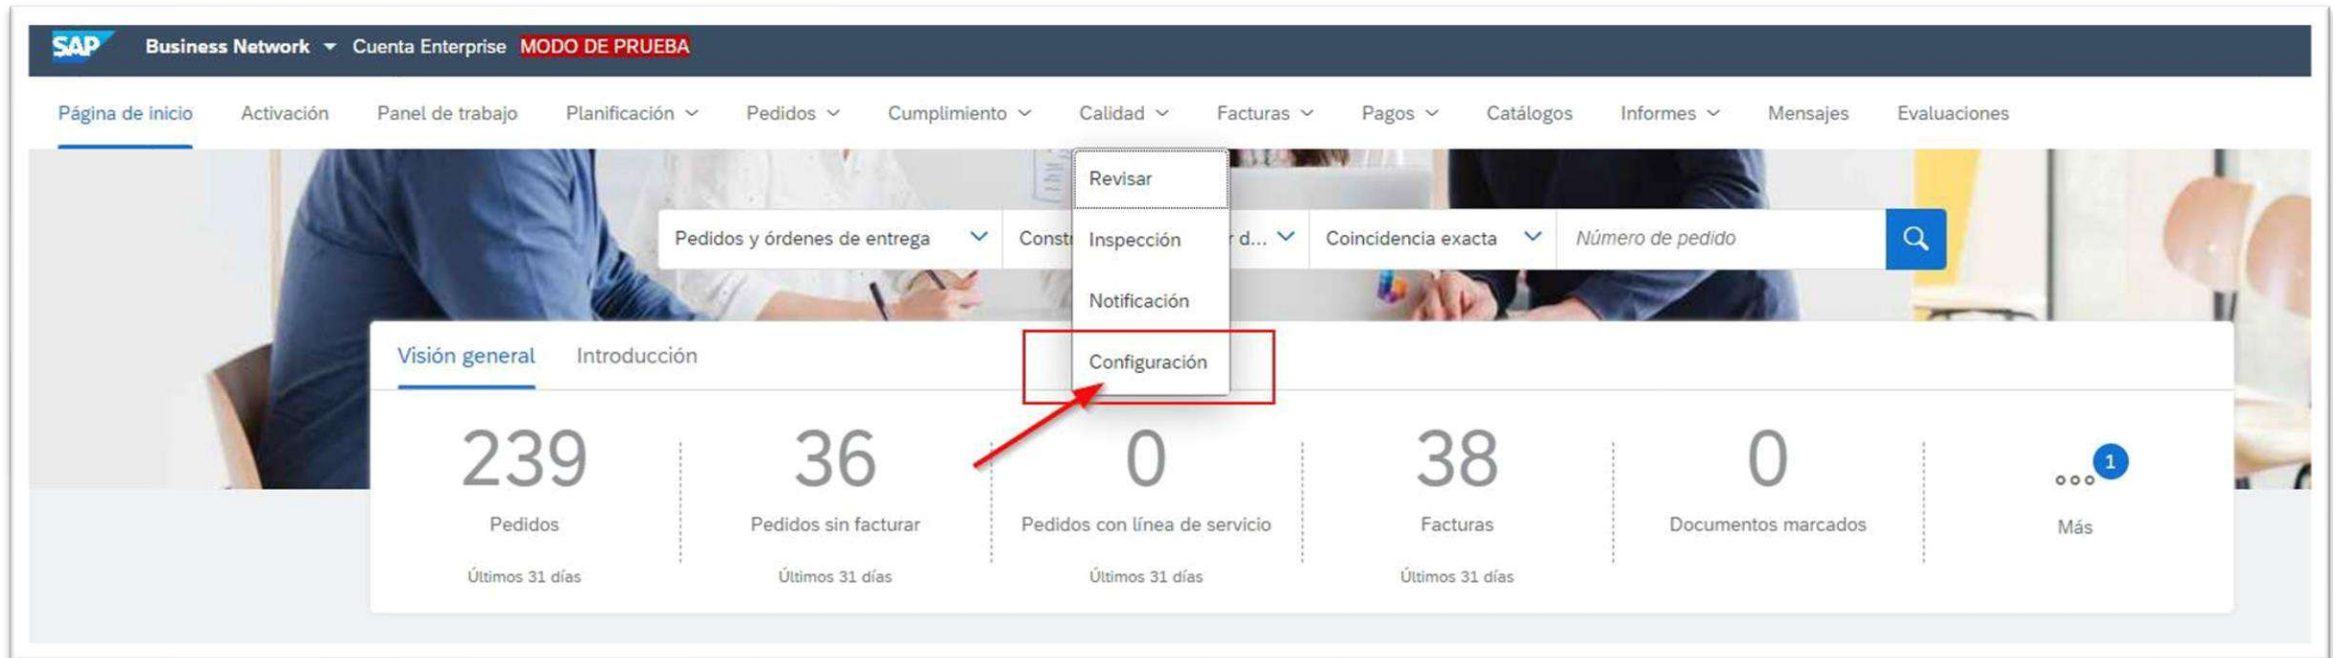 SAP Business Network Cuenta Enterprise MODO DE PRUEBA
Página de inicio Activación Panel de trabajo Planificación Pedidos Cumplimiento Calidad Facturas Pagos Catálogos Informes Mensajes Evaluaciones
Revisar
Pedidos y órdenes de entrega Const r d... Coincidencia exacta Número de pedido
Inspección
Notificación
Configuración
Visión general Introducción
239 36 0 38 0 1
Pedidos Pedidos sin facturar Pedidos con línea de servicio Facturas Documentos marcados Más
Últimos 31 días Últimos 31 días Últimos 31 días Últimos 31 días